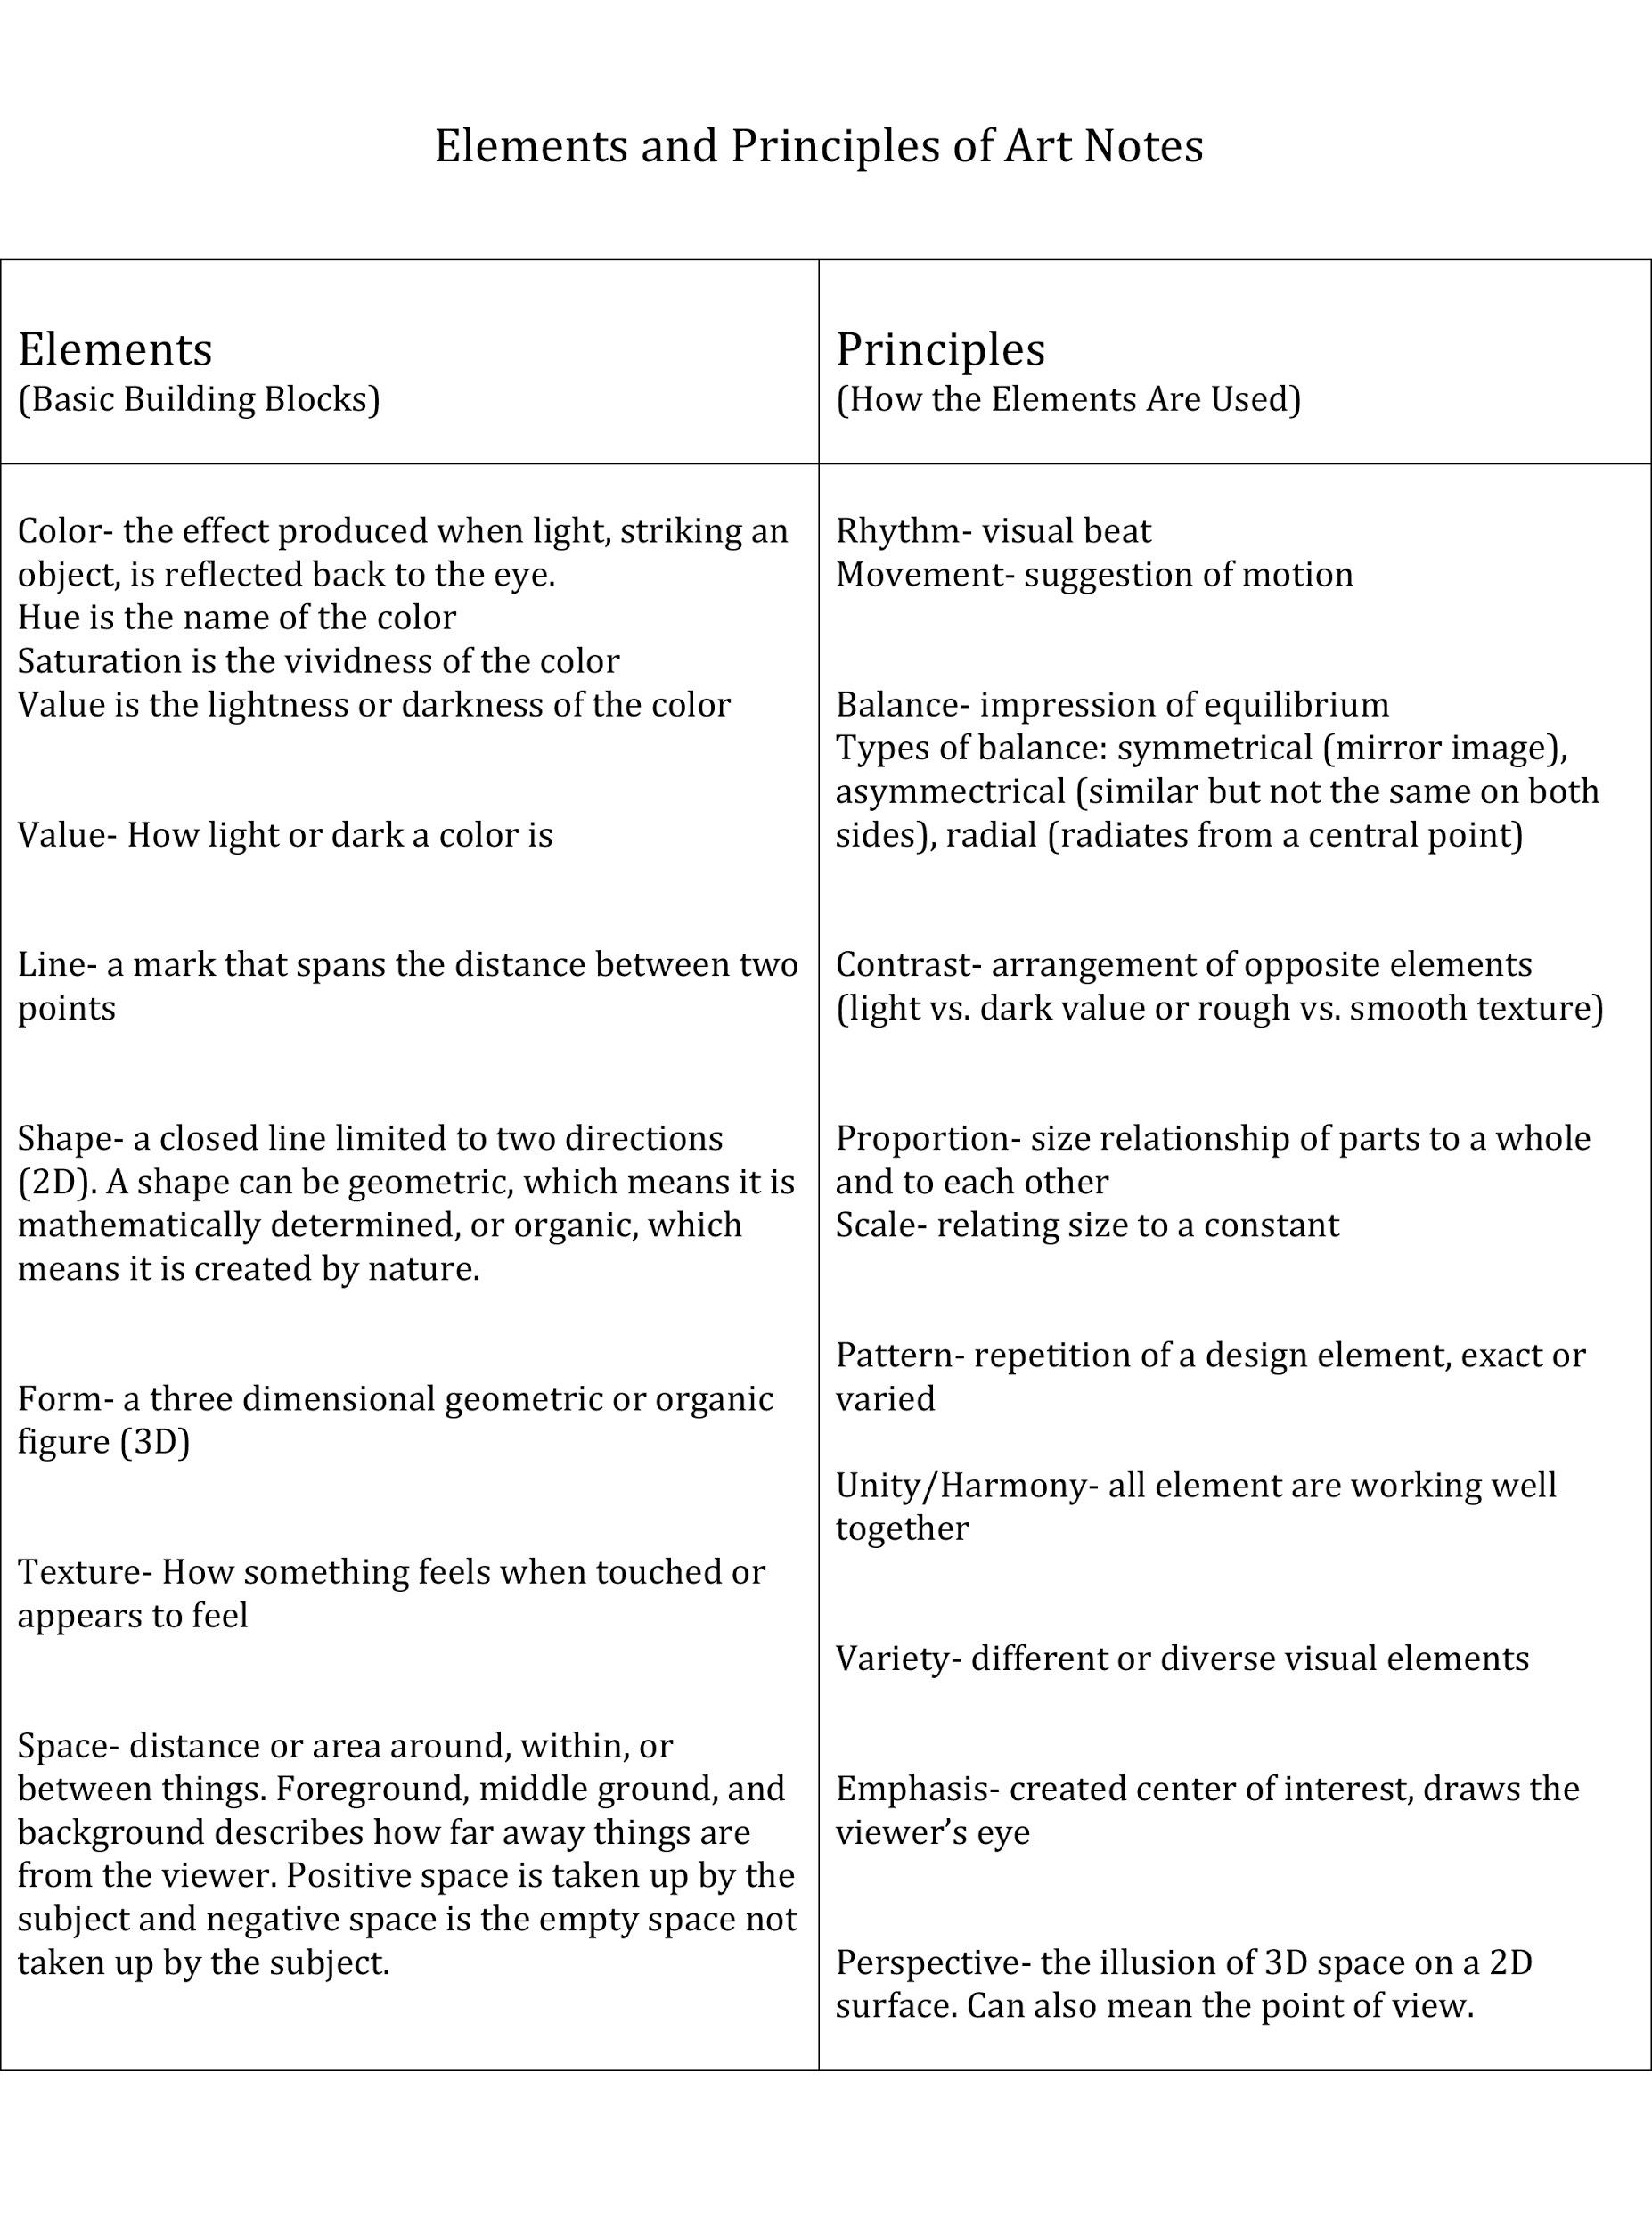 Elements and Principles of Art Notes
Elements
(Basic Building Blocks)
Color- the effect produced when light, striking an
object, is reflected back to the eye.
Hue is the name of the color
Saturation is the vividness of the color
Value is the lightness or darkness of the color
Value- How light or dark a color is
Line- a mark that spans the distance between two
points
Shape- a closed line limited to two directions
(2D). A shape can be geometric, which means it is
mathematically determined, or organic, which
means it is created by nature.
Form- a three dimensional geometric or organic
figure (3D)
Texture- How something feels when touched or
appears to feel
Space- distance or area around, within, or
between things. Foreground, middle ground, and
background describes how far away things are
from the viewer. Positive space is taken up by the
subject and negative space is the empty space not
taken up by the subject.
Principles
(How the Elements Are Used)
Rhythm- visual beat
Movement- suggestion of motion
Balance- impression of equilibrium
Types of balance: symmetrical (mirror image),
asymmectrical (similar but not the same on both
sides), radial (radiates from a central point)
Contrast- arrangement of opposite elements
(light vs. dark value or rough vs. smooth texture)
Proportion- size relationship of parts to a whole
and to each other
Scale- relating size to a constant
Pattern- repetition of a design element, exact or
varied
Unity/Harmony- all element are working well
together
Variety- different or diverse visual elements
Emphasis- created center of interest, draws the
viewer’s eye
Perspective- the illusion of 3D space on a 2D
surface. Can also mean the point of view.